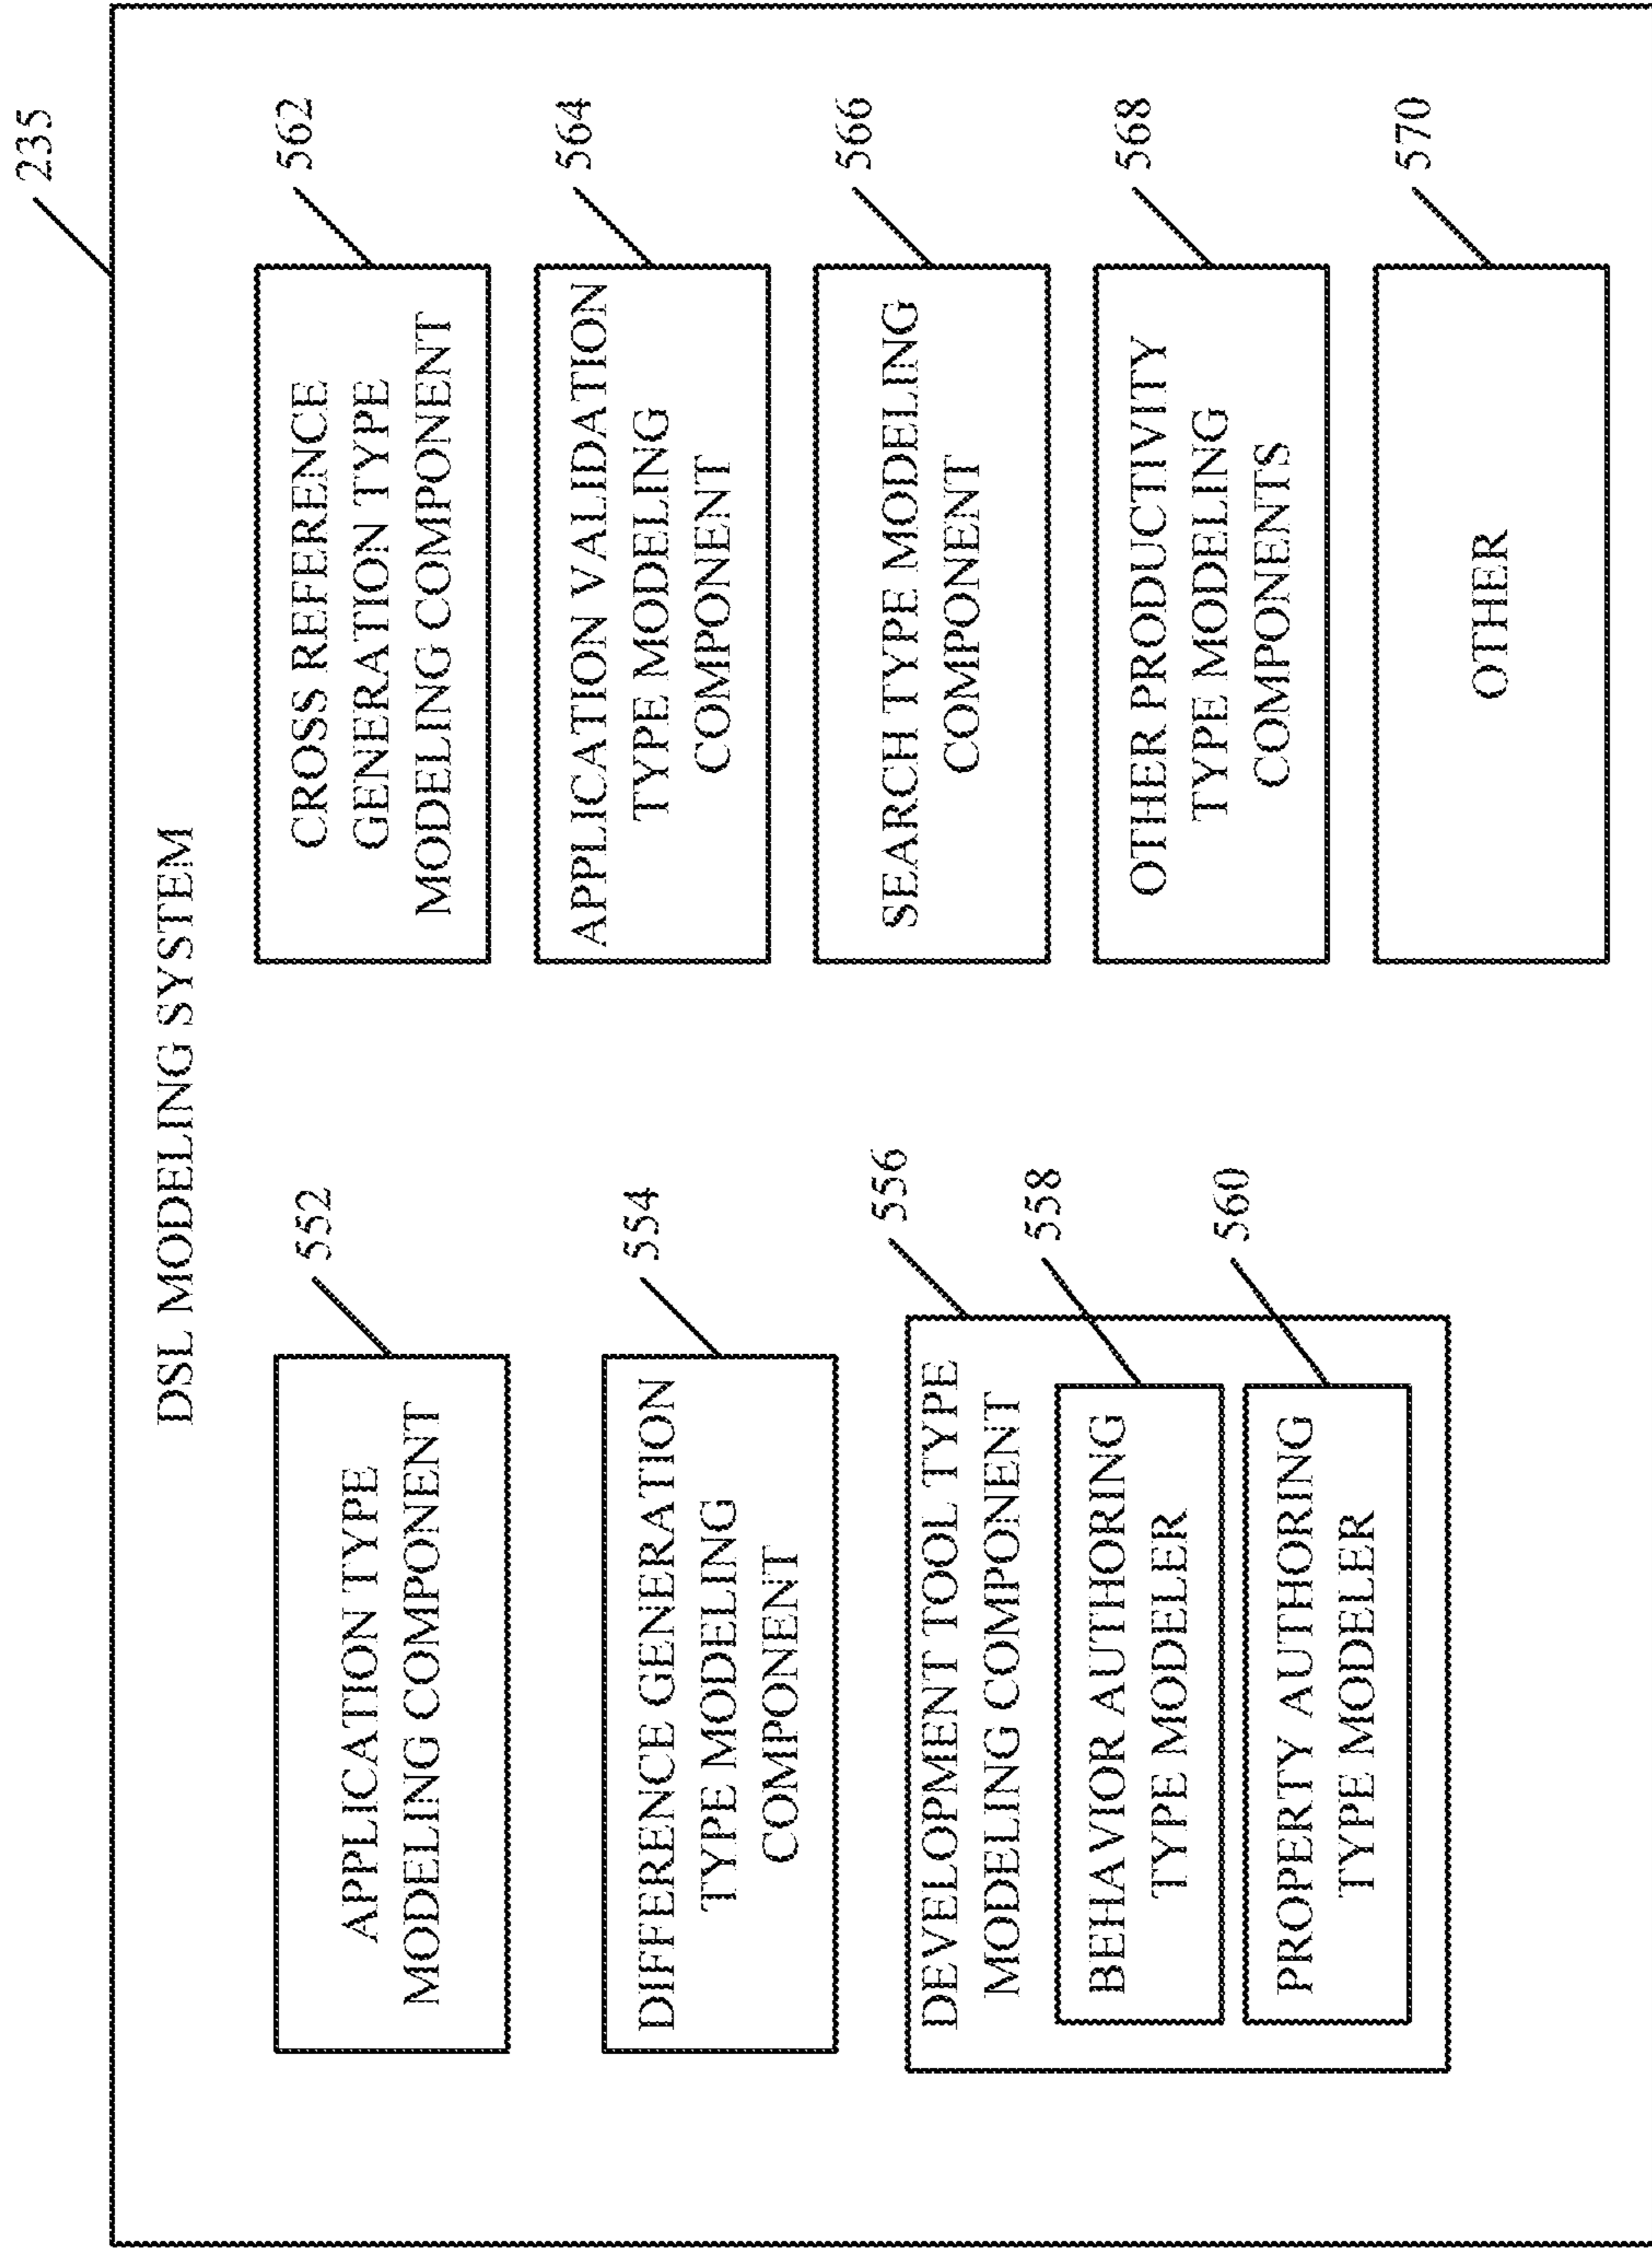 235
DSL MODELING SYSTEM
552
APPLICATION TYPE
MODELING COMPONENT
554
DIFFERENCE GENERATION
TYPE MODELING
COMPONENT
556
DEVELOPMENT TOOL TYPE
MODELING COMPONENT
558
BEHAVIOR AUTHORING
TYPE MODELER
560
PROPERTY AUTHORING
TYPE MODELER
562
CROSS REFERENCE
GENERATION TYPE
MODELING COMPONENT
564
APPLICATION VALIDATION
TYPE MODELING
COMPONENT
566
SEARCH TYPE MODELING
COMPONENT
568
OTHER PRODUCTIVITY
TYPE MODELING
COMPONENTS
570
OTHER